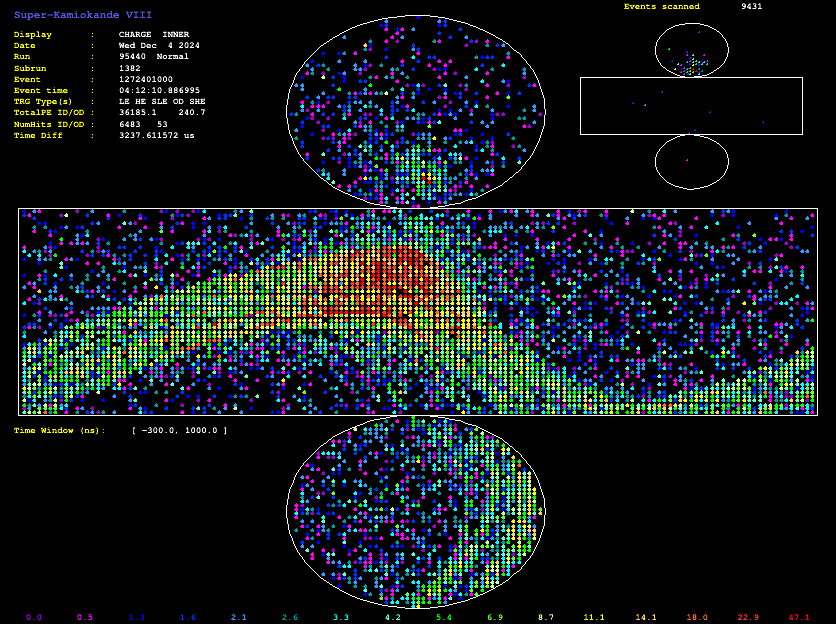 Super-Kamiokande VIII
Display : CHARGE INNER
Date : Wed Dec 4 2024
Run : 95440 Normal
Subrun : 1382
Event : 1272401000
Event time : 04:12:10.886995
TRG Type(s) : LE HE SLE OD SHE
TotalPE ID/OD : 36185.1 240.7
NumHits ID/OD : 6483 53
Time Diff : 3237.611572 us
Events scanned 9431
Time Window (ns): [ −300.0, 1000.0 ]
0.0 0.5 1.3 1.6 2.1 2.6 3.3 4.2 5.4 6.9 8.7 11.1 14.1 18.0 22.9 47.1